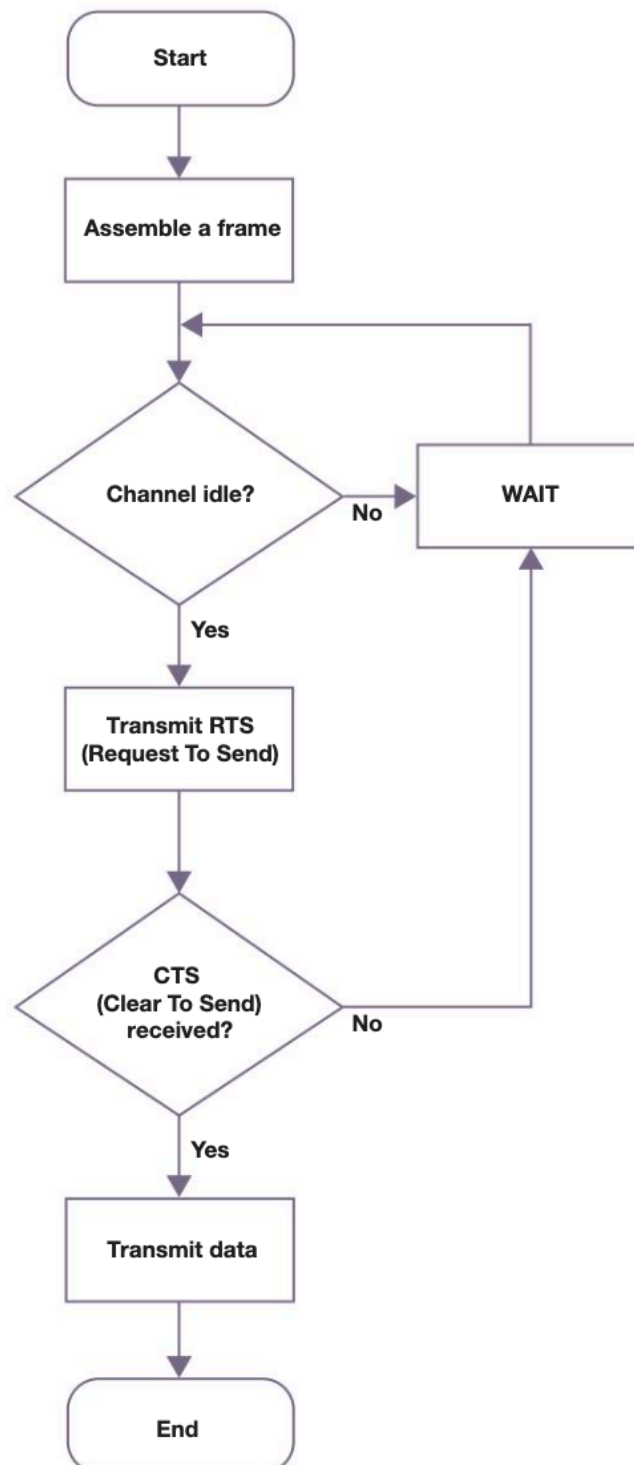 Start
Assemble a frame
Channel idle?
No
WAIT
Yes
Transmit RTS
(Request To Send)
CTS
(Clear To Send)
received?
No
Yes
Transmit data
End